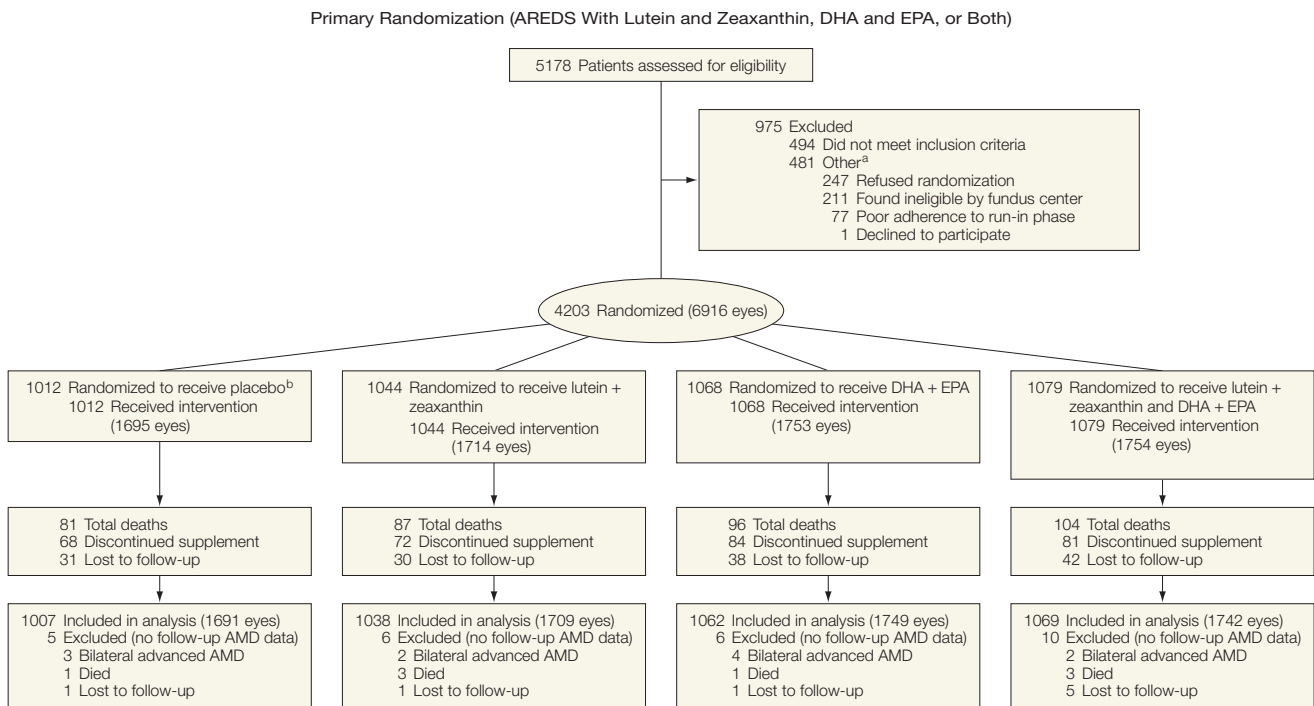 Primary Randomization (AREDS With Lutein and Zeaxanthin, DHA and EPA, or Both)
5178 Patients assessed for eligibility
975 Excluded
494 Did not meet inclusion criteria
481 Otherᵃ
247 Refused randomization
211 Found ineligible by fundus center
77 Poor adherence to run-in phase
1 Declined to participate
4203 Randomized (6916 eyes)
1012 Randomized to receive placeboᵇ
1012 Received intervention
(1695 eyes)
1044 Randomized to receive lutein +
zeaxanthin
1044 Received intervention
(1714 eyes)
1068 Randomized to receive DHA + EPA
1068 Received intervention
(1753 eyes)
1079 Randomized to receive lutein +
zeaxanthin and DHA + EPA
1079 Received intervention
(1754 eyes)
81 Total deaths
68 Discontinued supplement
31 Lost to follow-up
87 Total deaths
72 Discontinued supplement
30 Lost to follow-up
96 Total deaths
84 Discontinued supplement
38 Lost to follow-up
104 Total deaths
81 Discontinued supplement
42 Lost to follow-up
1007 Included in analysis (1691 eyes)
5 Excluded (no follow-up AMD data)
3 Bilateral advanced AMD
1 Died
1 Lost to follow-up
1038 Included in analysis (1709 eyes)
6 Excluded (no follow-up AMD data)
2 Bilateral advanced AMD
3 Died
1 Lost to follow-up
1062 Included in analysis (1749 eyes)
6 Excluded (no follow-up AMD data)
4 Bilateral advanced AMD
1 Died
1 Lost to follow-up
1069 Included in analysis (1742 eyes)
10 Excluded (no follow-up AMD data)
2 Bilateral advanced AMD
3 Died
5 Lost to follow-up